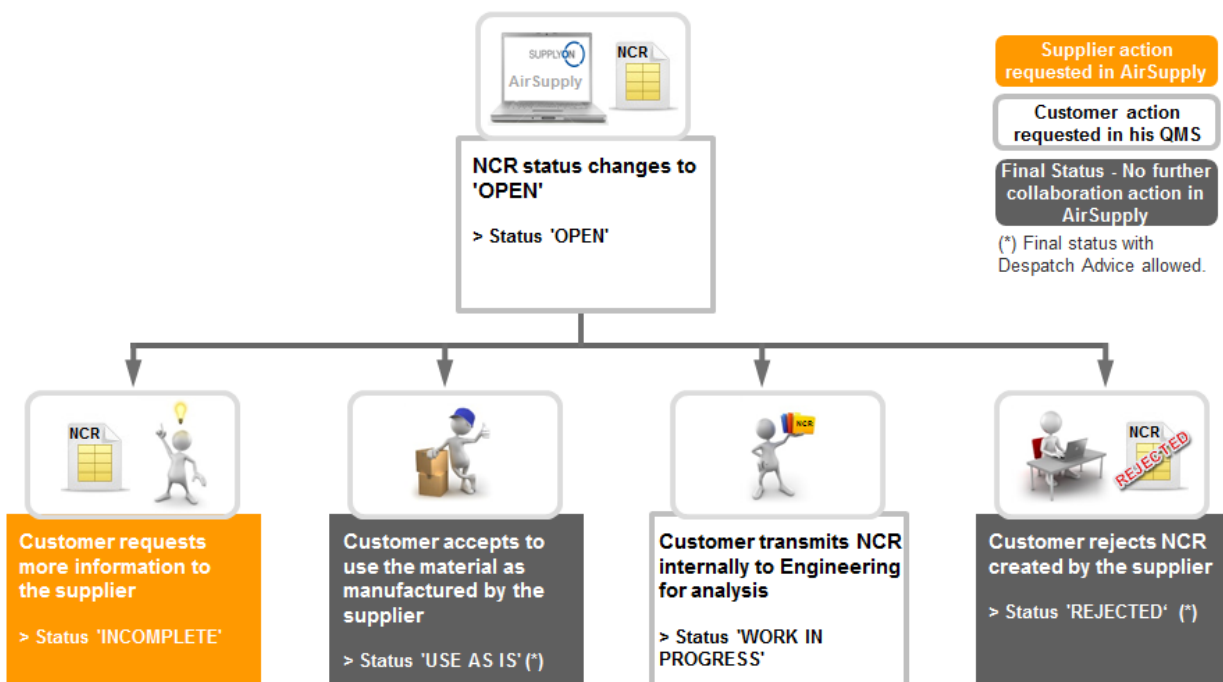 SUPPLYON
AirSupply
NCR
NCR status changes to
'OPEN'
> Status 'OPEN'
Supplier action
requested in AirSupply
Customer action
requested in his QMS
Final Status - No further
collaboration action in
AirSupply
(*) Final status with
Despatch Advice allowed.
NCR
Customer requests
more information to
the supplier
> Status 'INCOMPLETE'
Customer accepts to
use the material as
manufactured by the
supplier
> Status 'USE AS IS' (*)
NCR
Customer transmits NCR
internally to Engineering
for analysis
> Status 'WORK IN
PROGRESS'
NCR
REJECTED
Customer rejects NCR
created by the supplier
> Status 'REJECTED‘ (*)